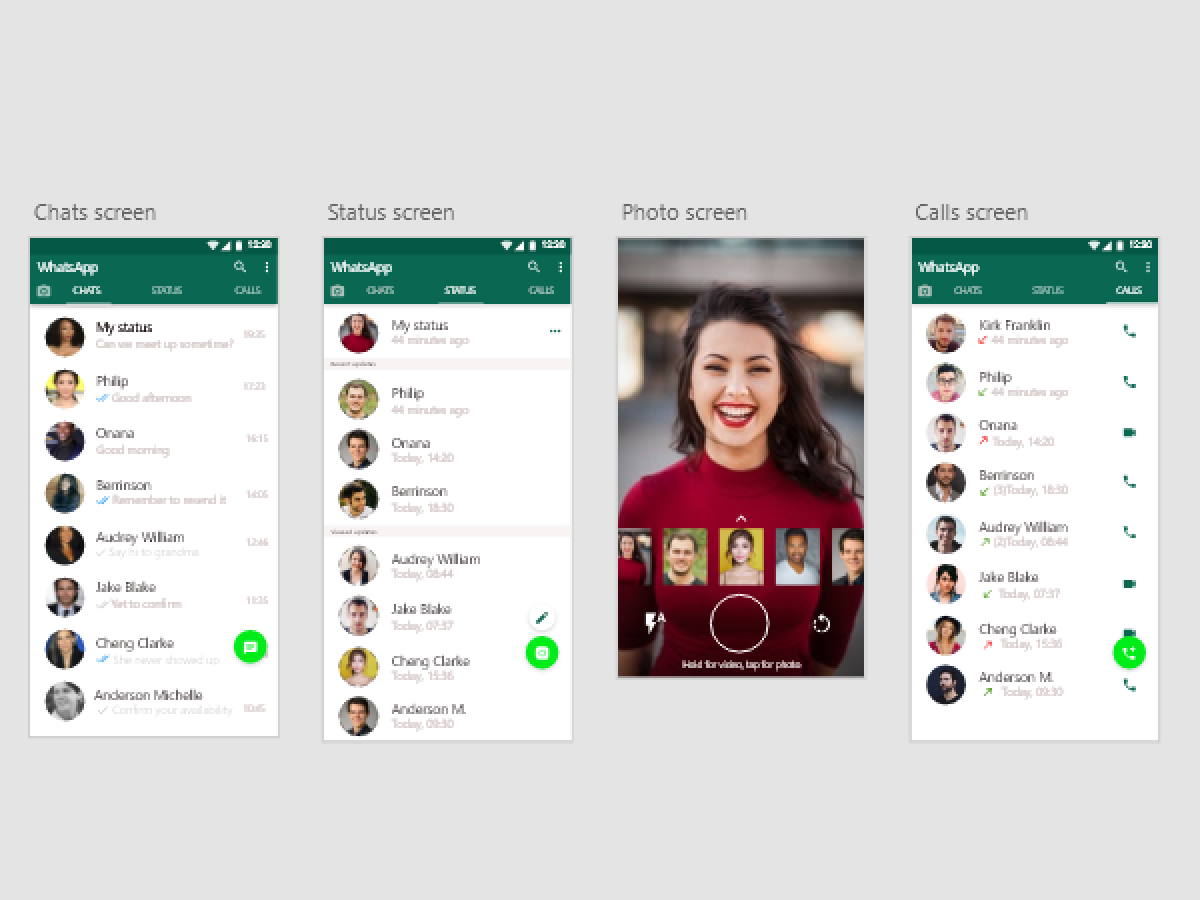 Chats screen
12:30
WhatsApp
CHATS STATUS CALLS
My status
Can we meet up sometime?
Philip
Good afternoon
17:23
Onana
Good morning
16:15
Berrinson
Remember to resend it
14:05
Audrey William
Say hi to grandma
12:46
Jake Blake
Yet to confirm
11:35
Cheng Clarke
She never showed up
Anderson Michelle
Confirm your availability
10:45
Status screen
12:30
WhatsApp
CHATS STATUS CALLS
My status
44 minutes ago
Recent updates
Philip
44 minutes ago
Onana
Today, 14:20
Berrinson
Today, 18:30
Viewed updates
Audrey William
Today, 08:44
Jake Blake
Today, 07:37
Cheng Clarke
Today, 15:36
Anderson M.
Today, 09:30
Photo screen
A
Hold for video, tap for photo
Calls screen
12:30
WhatsApp
CHATS STATUS CALLS
Kirk Franklin
44 minutes ago
Philip
44 minutes ago
Onana
Today, 14:20
Berrinson
(3)Today, 18:30
Audrey William
(2)Today, 08:44
Jake Blake
Today, 07:37
Cheng Clarke
Today, 15:36
Anderson M.
Today, 09:30